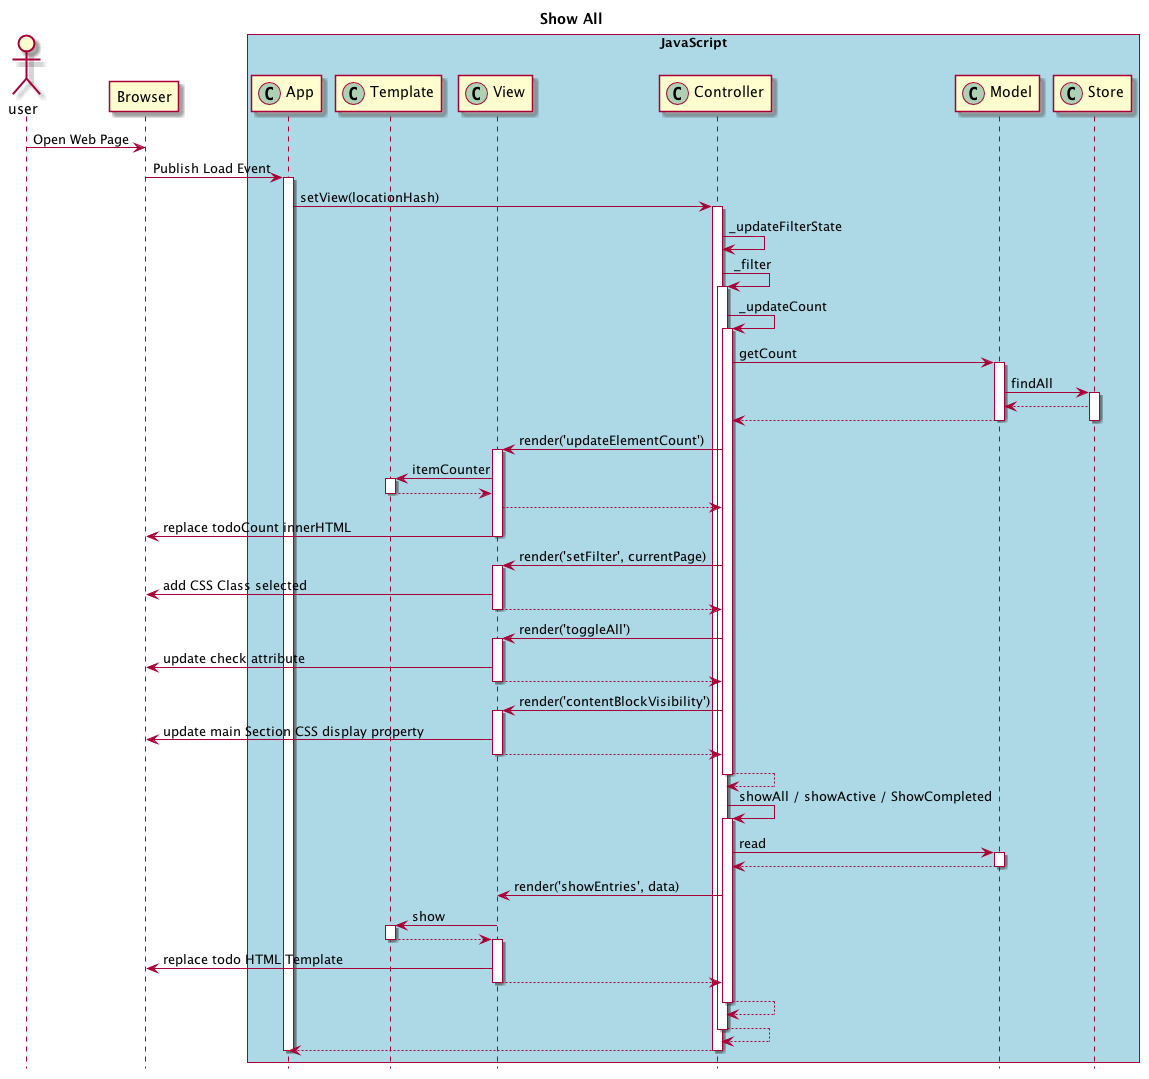 Show All
JavaScript
user
Browser
C App
C Template
C View
C Controller
C Model
C Store
Open Web Page
Publish Load Event
setView(locationHash)
_updateFilterState
_filter
_updateCount
getCount
findAll
render('updateElementCount')
itemCounter
replace todoCount innerHTML
render('setFilter', currentPage)
add CSS Class selected
render('toggleAll')
update check attribute
render('contentBlockVisibility')
update main Section CSS display property
showAll / showActive / ShowCompleted
read
render('showEntries', data)
show
replace todo HTML Template